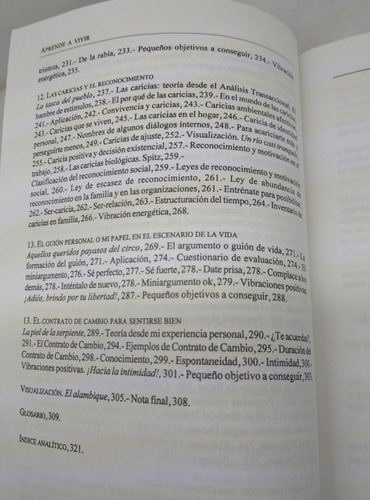 APRENDE A VIVIR
tristeza, 231.- De la rabia, 233.- Pequeños objetivos a conseguir, 234.- Vibración
energética, 235.
12. LAS CARICIAS Y EL RECONOCIMIENTO
La tasca del pueblo, 237.- Las caricias: teoría desde el Análisis Transaccional. El
hambre de estímulos, 238.- El por qué de las caricias, 239.- En el mundo de las caricias,
241.- Aplicación, 242.- Convivencia y caricias, 243.- Caricias ambientales
243.- Caricias que se viven, 245.- Las caricias en el hogar, 246.- Caricia de identidad
personal, 247.- Nombres de algunos diálogos internos, 248.- Para acariciarte más y
perseguirte menos, 249.- Caricias de ajuste, 252.- Visualización. Un río casi tranquilo,
255.- Caricia positiva y decisión existencial, 257.- Reconocimiento y motivación en el
trabajo, 258.- Las caricias biológicas. Spitz, 259.-
Clasificación del reconocimiento social, 259.- Leyes de reconocimiento y motivación
social, 260.- Ley de escasez de reconocimiento, 261.- Ley de abundancia de
reconocimiento en la familia y en las organizaciones, 261.- Entrénate para posibilitar,
262.- Ser-caricia, 262.- Ser-relación, 263.- Estructuración del tiempo, 264.- Inventario de
caricias en familia, 266.- Vibración energética, 268.
13. EL GUIÓN PERSONAL O MI PAPEL EN EL ESCENARIO DE LA VIDA
Aquellos queridos payasos del circo, 269.- El argumento o guión de vida, 271.- La
formación del guión, 271.- Aplicación, 274.- Cuestionario de evaluación, 274.- El
miniargumento, 276.- Sé perfecto, 277.- Sé fuerte, 278.- Date prisa, 278.- Complace a los
demás, 278.- Inténtalo de nuevo, 278.- Miniargumento ok, 279.- Vibraciones positivas.
¡Adiós, brindo por tu libertad!, 287.- Pequeños objetivos a conseguir, 288.
13. EL CONTRATO DE CAMBIO PARA SENTIRSE BIEN
La piel de la serpiente, 289.- Teoría desde mi experiencia personal, 290.- ¿Te acuerdas?,
291.- El Contrato de Cambio, 294.- Ejemplos de Contrato de Cambio, 295.- Duración del
Contrato de Cambio, 298.- Conocimiento, 299.- Espontaneidad, 300.- Intimidad, 300.-
Vibraciones positivas. ¡Hacia la intimidad!, 301.- Pequeño objetivo a conseguir, 303.
VISUALIZACIÓN. El alambique, 305.- Nota final, 308.
GLOSARIO, 309.
ÍNDICE ANALÍTICO, 321.